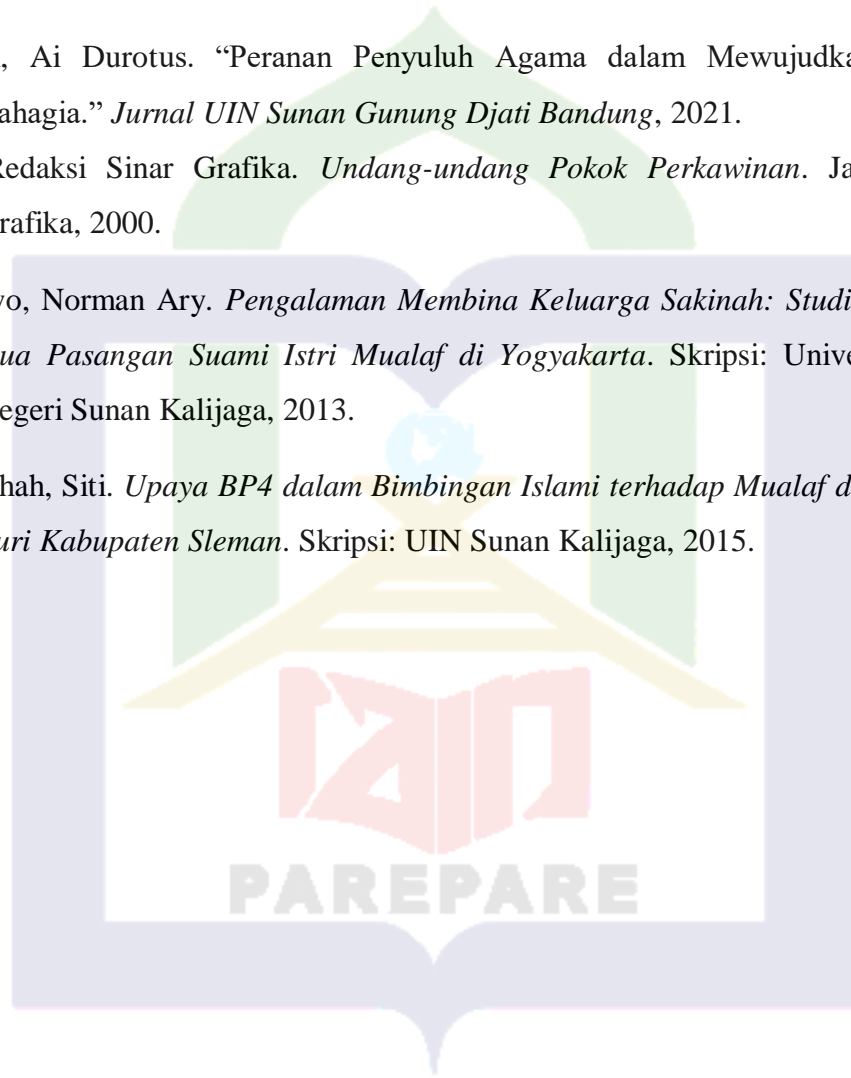 , Ai Durotus. “Peranan Penyuluh Agama dalam Mewujudka
ahagia.” Jurnal UIN Sunan Gunung Djati Bandung, 2021.
Redaksi Sinar Grafika. Undang-undang Pokok Perkawinan. Ja
rafika, 2000.
vo, Norman Ary. Pengalaman Membina Keluarga Sakinah: Studi
ua Pasangan Suami Istri Mualaf di Yogyakarta. Skripsi: Unive
egeri Sunan Kalijaga, 2013.
hah, Siti. Upaya BP4 dalam Bimbingan Islami terhadap Mualaf d
uri Kabupaten Sleman. Skripsi: UIN Sunan Kalijaga, 2015.
iain
PAREPARE